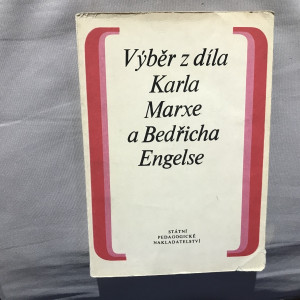 Výběr z díla
Karla
Marxe
a Bedřicha
Engelse
STÁTNÍ
PEDAGOGICKÉ
NAKLADATELSTVÍ